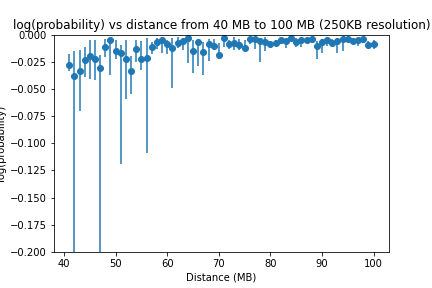 log(probability) vs distance from 40 MB to 100 MB (250KB resolution)
0.000
−0.025
−0.050
−0.075
−0.100
−0.125
−0.150
−0.175
−0.200
40 50 60 70 80 90 100
Distance (MB)
log(probability)